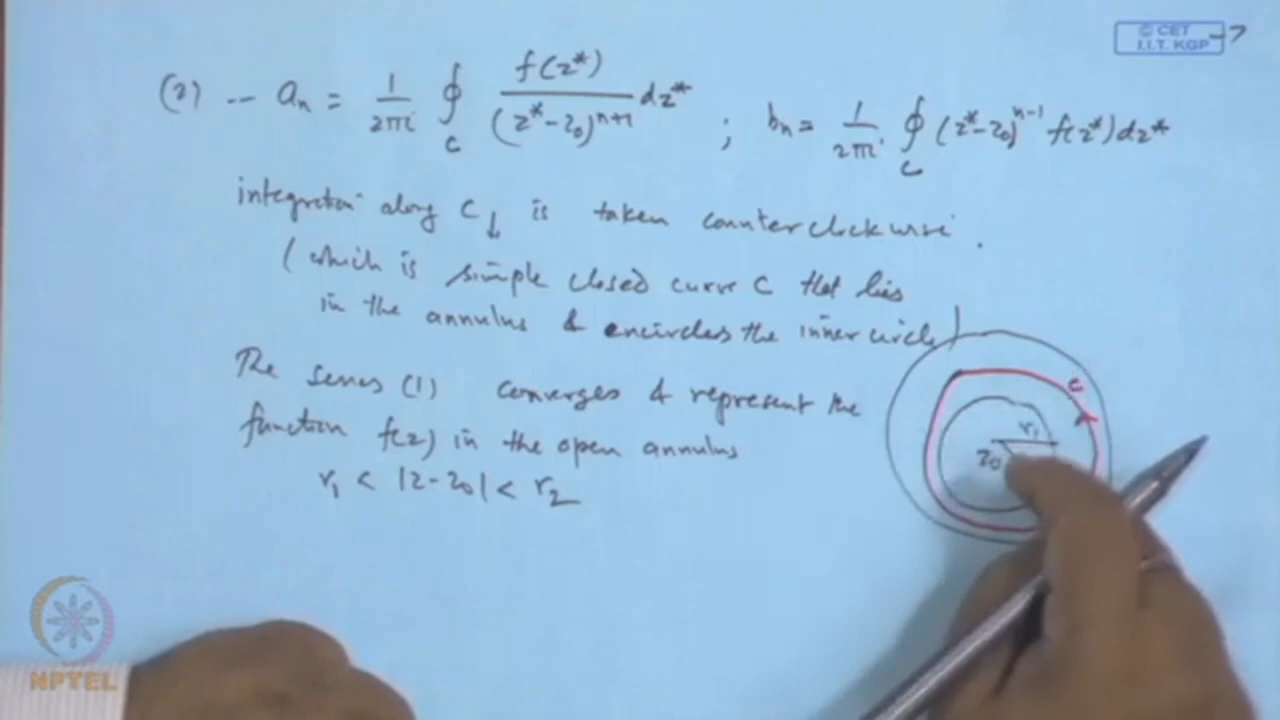 © CET
I.I.T. KGP
-7
(2) -- aₙ = 1/2πi ∮_C f(z*)/(z*-z₀)ⁿ⁺¹ dz* ; bₙ = 1/2πi ∮_C (z*-z₀)ⁿ⁻¹ f(z*) dz*
integration along C↓ is taken counterclockwise.
(which is simple closed curve C that lies
in the annulus & encircles the inner circle)
The series (1) converges & represent the
function f(z) in the open annulus
r₁ < |z-z₀| < r₂
C
r₁
z₀
NPTEL